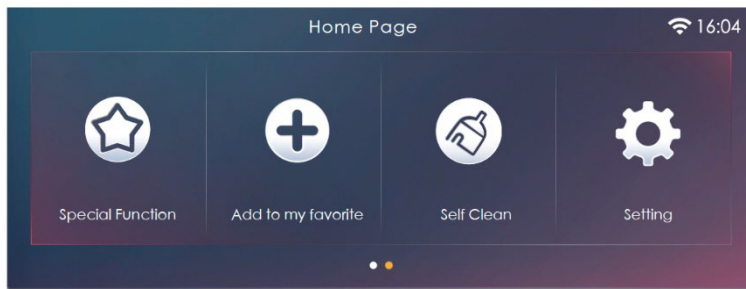 Home Page
16:04
Special Function
Add to my favorite
Self Clean
Setting